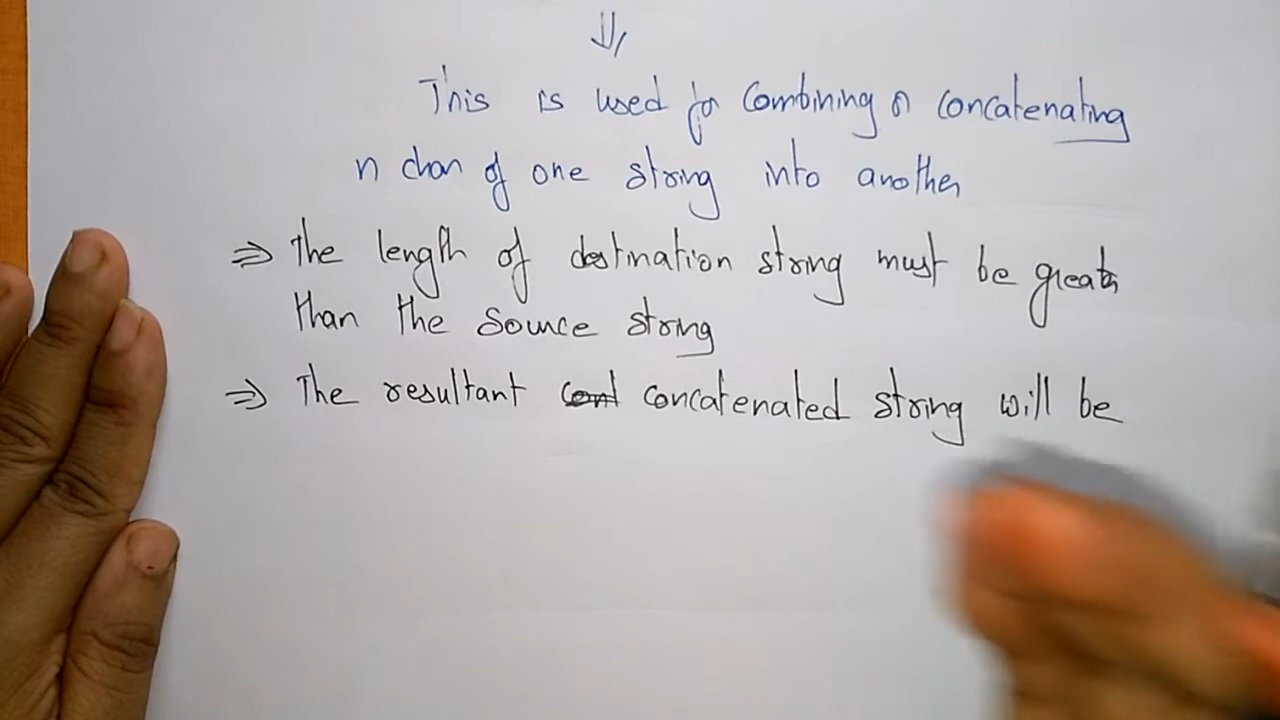 This is used for combining or concatenating
n char of one string into another
⇒ The length of destination string must be greater
than the source string
⇒ The resultant cont concatenated string will be